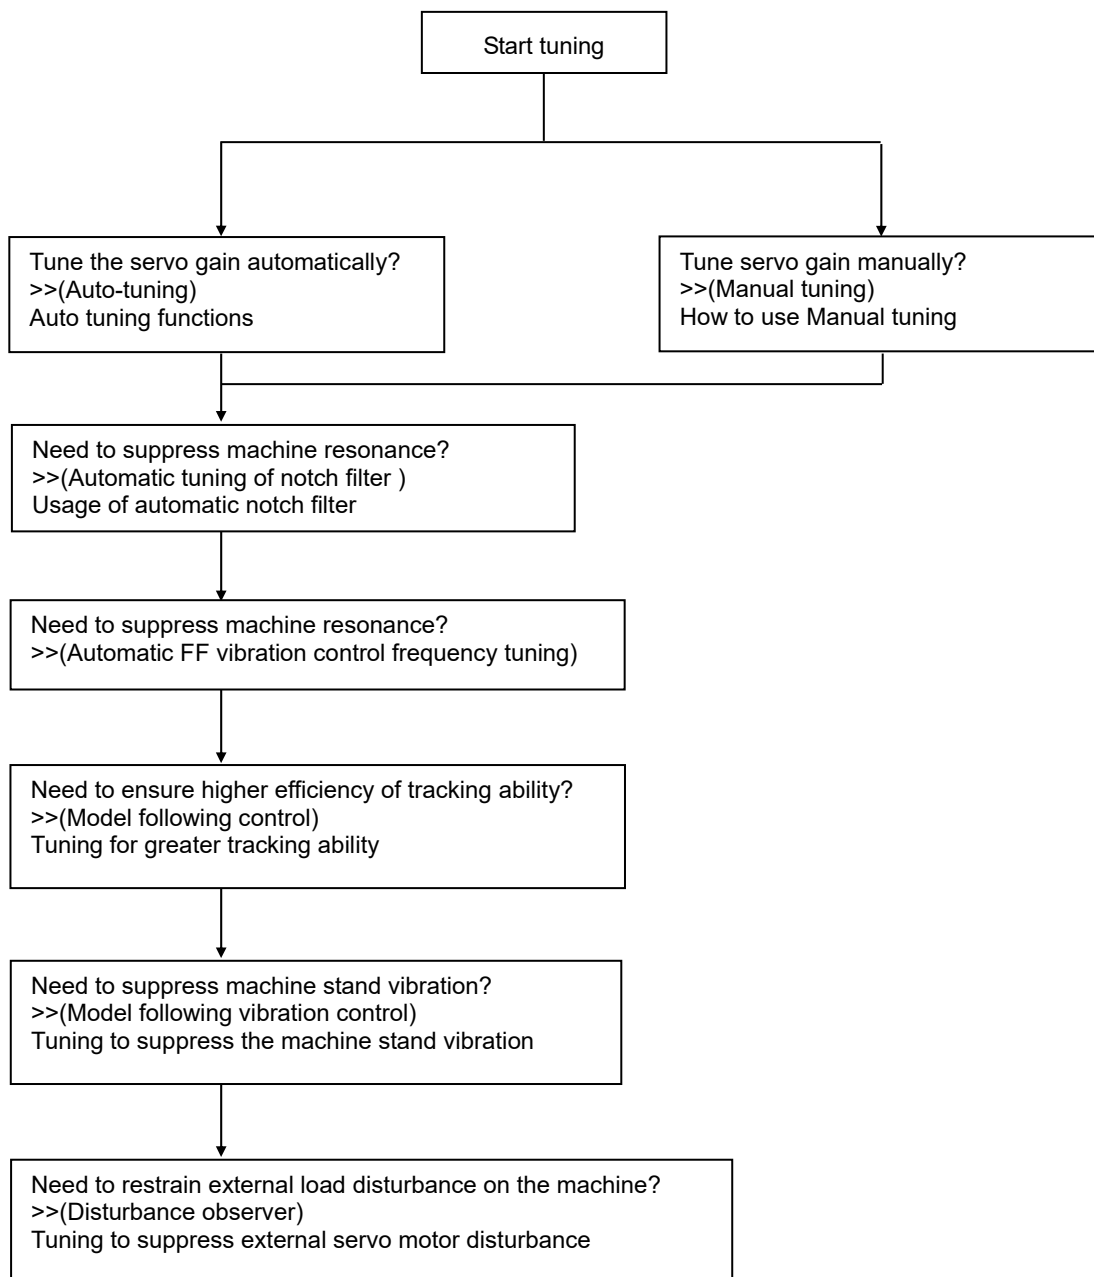 Start tuning
Tune the servo gain automatically?
>>(Auto-tuning)
Auto tuning functions
Tune servo gain manually?
>>(Manual tuning)
How to use Manual tuning
Need to suppress machine resonance?
>>(Automatic tuning of notch filter )
Usage of automatic notch filter
Need to suppress machine resonance?
>>(Automatic FF vibration control frequency tuning)
Need to ensure higher efficiency of tracking ability?
>>(Model following control)
Tuning for greater tracking ability
Need to suppress machine stand vibration?
>>(Model following vibration control)
Tuning to suppress the machine stand vibration
Need to restrain external load disturbance on the machine?
>>(Disturbance observer)
Tuning to suppress external servo motor disturbance